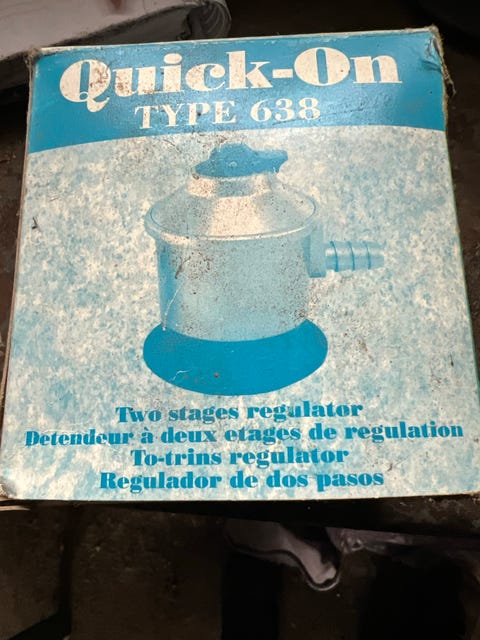 Quick-On
TYPE 638
Two stages regulator
Detendeur à deux etages de regulation
To-trins regulator
Regulador de dos pasos